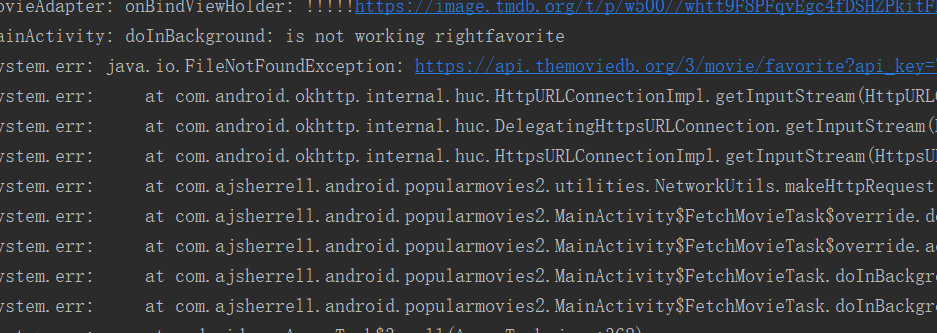 ovieAdapter: onBindViewHolder: !!!!!https://image.tmdb.org/t/p/w500//whtt9F8PFqvEgc4fDSHZPkitF
ainActivity: doInBackground: is not working rightfavorite
ystem.err: java.io.FileNotFoundException: https://api.themoviedb.org/3/movie/favorite?api_key=
ystem.err: at com.android.okhttp.internal.huc.HttpURLConnectionImpl.getInputStream(HttpURLC
ystem.err: at com.android.okhttp.internal.huc.DelegatingHttpsURLConnection.getInputStream(
ystem.err: at com.android.okhttp.internal.huc.HttpsURLConnectionImpl.getInputStream(HttpsU
ystem.err: at com.ajsherrell.android.popularmovies2.utilities.NetworkUtils.makeHttpRequest
ystem.err: at com.ajsherrell.android.popularmovies2.MainActivity$FetchMovieTask$override.d
ystem.err: at com.ajsherrell.android.popularmovies2.MainActivity$FetchMovieTask$override.a
ystem.err: at com.ajsherrell.android.popularmovies2.MainActivity$FetchMovieTask.doInBackgr
ystem.err: at com.ajsherrell.android.popularmovies2.MainActivity$FetchMovieTask.doInBackgr